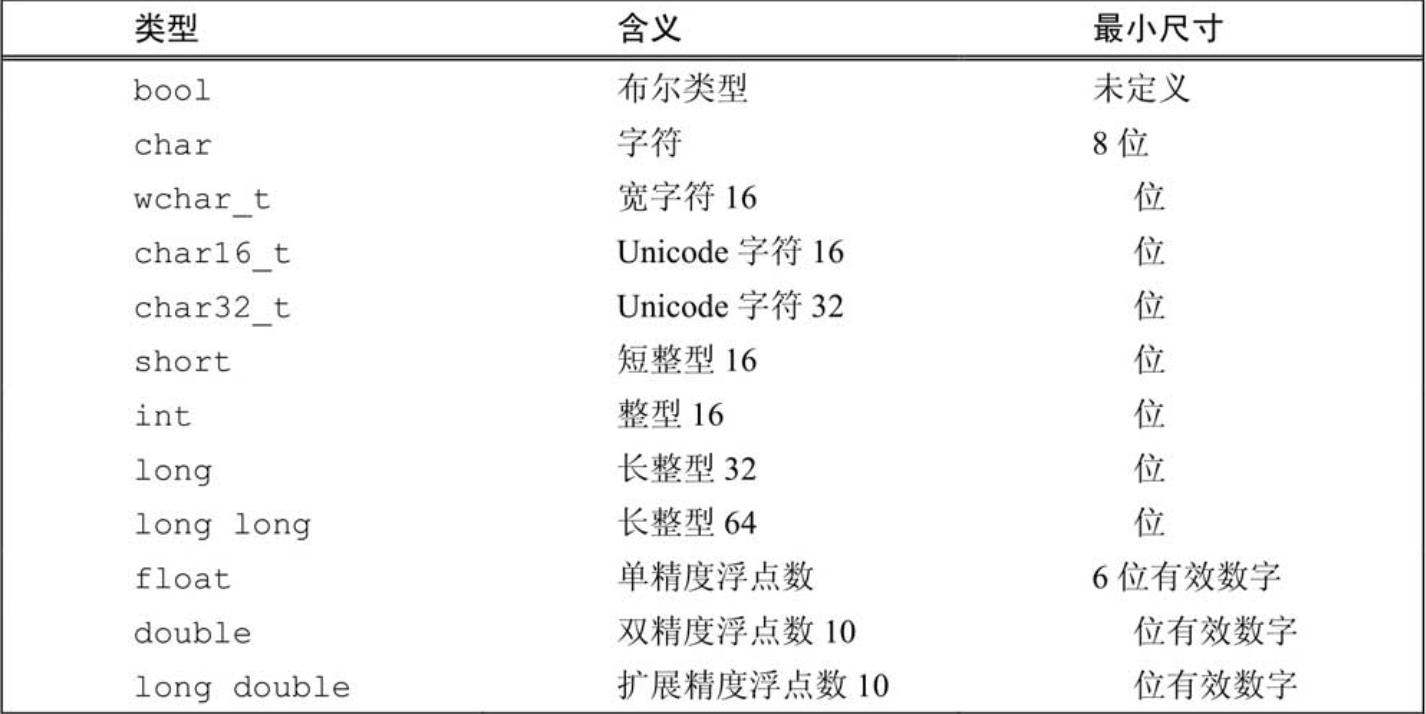 类型 含义 最小尺寸
bool 布尔类型 未定义
char 字符 8 位
wchar_t 宽字符 16 位
char16_t Unicode 字符 16 位
char32_t Unicode 字符 32 位
short 短整型 16 位
int 整型 16 位
long 长整型 32 位
long long 长整型 64 位
float 单精度浮点数 6 位有效数字
double 双精度浮点数 10 位有效数字
long double 扩展精度浮点数 10 位有效数字